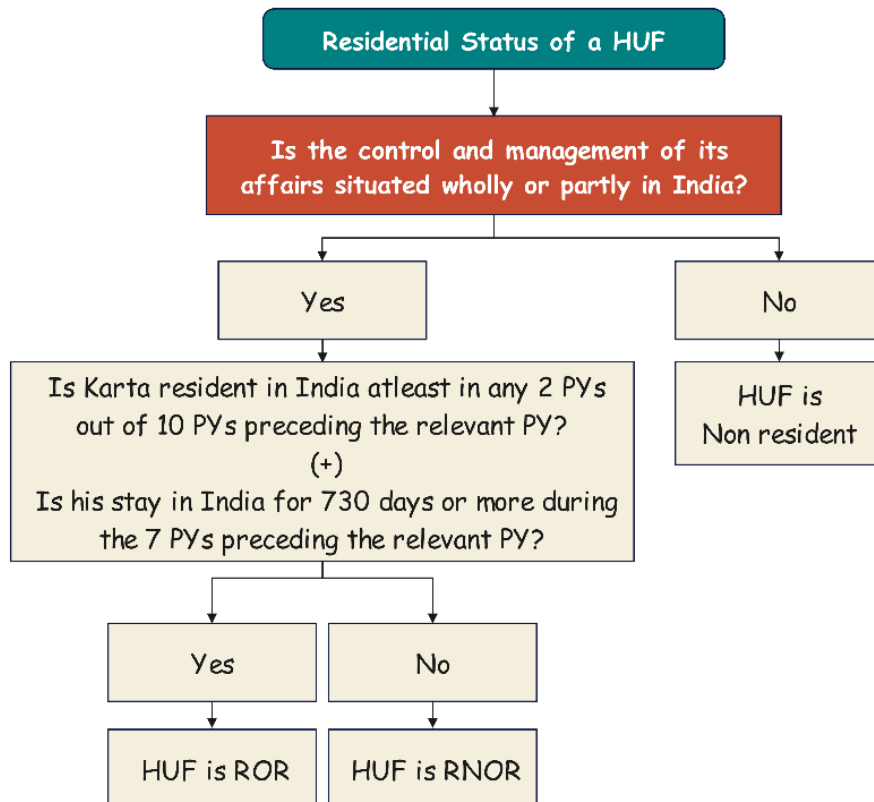 Residential Status of a HUF
Is the control and management of its
affairs situated wholly or partly in India?
Yes
No
Is Karta resident in India atleast in any 2 PYs
out of 10 PYs preceding the relevant PY?
(+)
Is his stay in India for 730 days or more during
the 7 PYs preceding the relevant PY?
HUF is
Non resident
Yes
No
HUF is ROR
HUF is RNOR